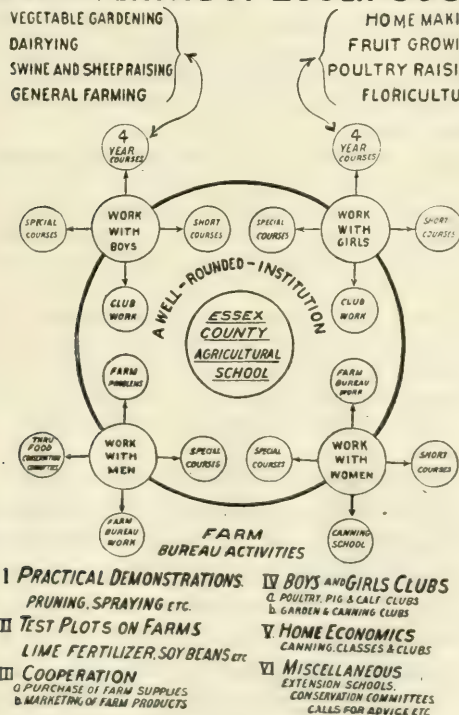 VEGETABLE GARDENING
DAIRYING
SWINE AND SHEEP RAISING
GENERAL FARMING
HOME MAKI
FRUIT GROWI
POULTRY RAISI
FLORICULTU
4
YEAR
COURSES
4
YEAR
COURSES
SPECIAL
COURSES
WORK
WITH
BOYS
SHORT
COURSES
SPECIAL
COURSES
WORK
WITH
GIRLS
SHORT
COURSES
CLUB
WORK
CLUB
WORK
A WELL-ROUNDED-INSTITUTION
ESSEX
COUNTY
AGRICULTURAL
SCHOOL
FARM
PROBLEMS
FARM
BUREAU
WORK
THRU
FOOD
CONSERVATION
COMMITTEES
WORK
WITH
MEN
SPECIAL
COURSES
SPECIAL
COURSES
WORK
WITH
WOMEN
SHORT
COURSES
FARM
BUREAU
WORK
CANNING
SCHOOL
FARM
BUREAU ACTIVITIES
I PRACTICAL DEMONSTRATIONS.
PRUNING, SPRAYING ETC.
II TEST PLOTS ON FARMS
LIME FERTILIZER, SOY BEANS ETC
III COOPERATION
a PURCHASE OF FARM SUPPLIES
b. MARKETING OF FARM PRODUCTS
IV BOYS AND GIRLS CLUBS
a. POULTRY, PIG & CALF CLUBS
b. GARDEN & CANNING CLUBS
V. HOME ECONOMICS
CANNING, CLASSES & CLUBS
VI MISCELLANEOUS
EXTENSION SCHOOLS,
CONSERVATION COMMITTEES,
CALLS FOR ADVICE ETC